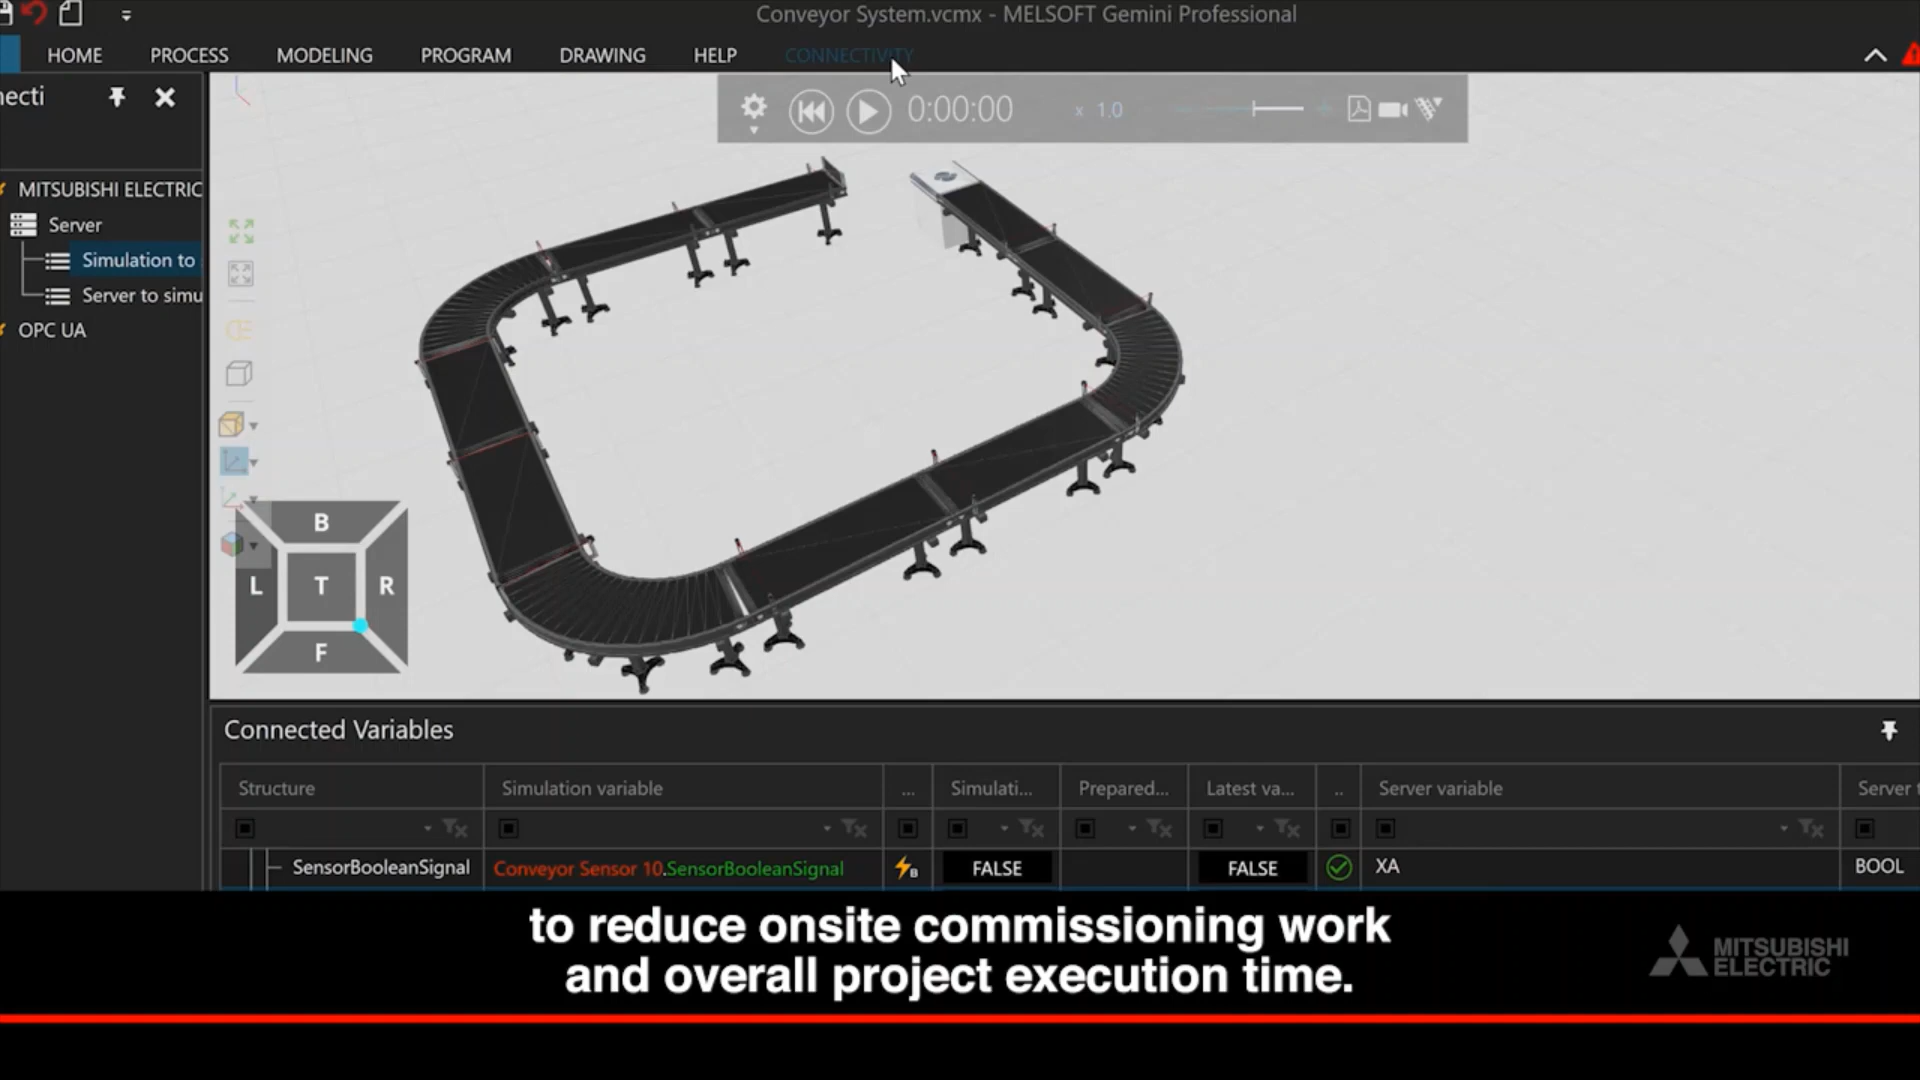 Conveyor System.vcmx - MELSOFT Gemini Professional
HOME PROCESS MODELING PROGRAM DRAWING HELP CONNECTIVITY
necti
0:00:00 x 1.0
MITSUBISHI ELECTRIC
Server
Simulation to
Server to simu
OPC UA
B
L T R
F
Connected Variables
Structure Simulation variable ... Simulati... Prepared... Latest va... .. Server variable Server t
SensorBooleanSignal Conveyor Sensor 10.SensorBooleanSignal FALSE FALSE XA BOOL
to reduce onsite commissioning work
and overall project execution time.
MITSUBISHI
ELECTRIC